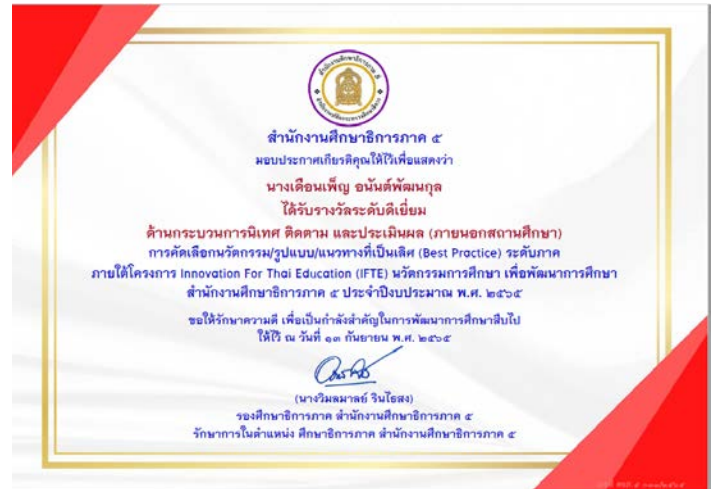 สำนักงานศึกษาธิการภาค ๕
มอบประกาศเกียรติคุณให้ไว้เพื่อแสดงว่า
นางเดือนเพ็ญ อนันต์พัฒนกุล
ได้รับรางวัลระดับดีเยี่ยม
ด้านกระบวนการนิเทศ ติดตาม และประเมินผล (ภายนอกสถานศึกษา)
การคัดเลือกนวัตกรรม/รูปแบบ/แนวทางที่เป็นเลิศ (Best Practice) ระดับภาค
ภายใต้โครงการ Innovation For Thai Education (IFTE) นวัตกรรมการศึกษา เพื่อพัฒนาการศึกษา
สำนักงานศึกษาธิการภาค ๕ ประจำปีงบประมาณ พ.ศ. ๒๕๖๕
ขอให้รักษาความดี เพื่อเป็นกำลังสำคัญในการพัฒนาการศึกษาสืบไป
ให้ไว้ ณ วันที่ ๑๓ กันยายน พ.ศ. ๒๕๖๕
(นางวิมลมาลย์ รินไธสง)
รองศึกษาธิการภาค สำนักงานศึกษาธิการภาค ๕
รักษาการในตำแหน่ง ศึกษาธิการภาค สำนักงานศึกษาธิการภาค ๕